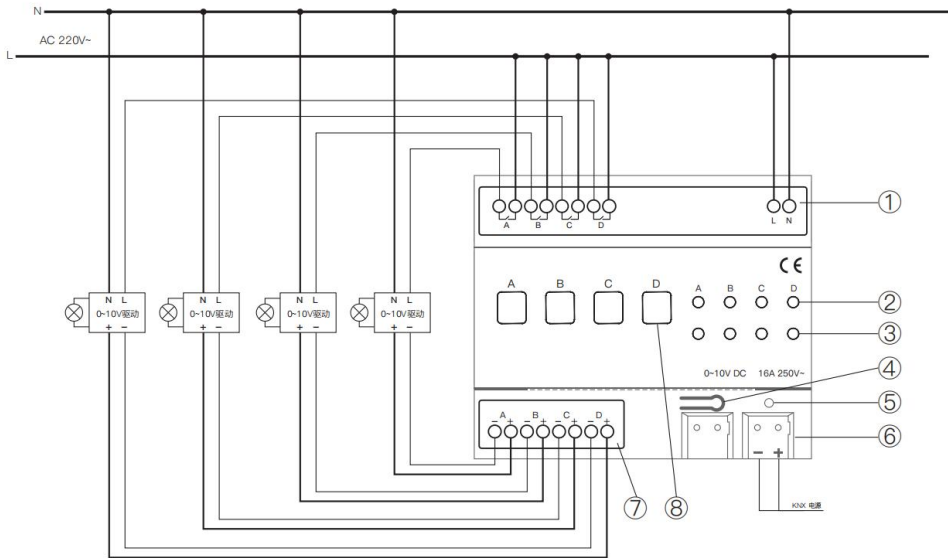 N
AC 220V~
L
A B C D L N
①
CE
A B C D A B C D
②
N L N L N L N L
0~10V驱动 0~10V驱动 0~10V驱动 0~10V驱动
+ − + − + − + −
③
0~10V DC 16A 250V~
④
⑤
A B C D
− + − + − + − +
⑥
− +
⑦ ⑧
KNX 电源